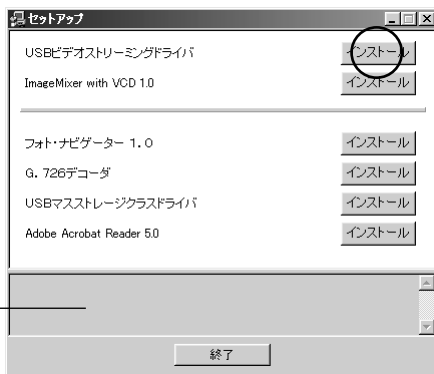 セットアップ
USBビデオストリーミングドライバ インストール
ImageMixer with VCD 1.0 インストール
フォト・ナビゲーター 1.0 インストール
G. 726デコーダ インストール
USBマスストレージクラスドライバ インストール
Adobe Acrobat Reader 5.0 インストール
終了